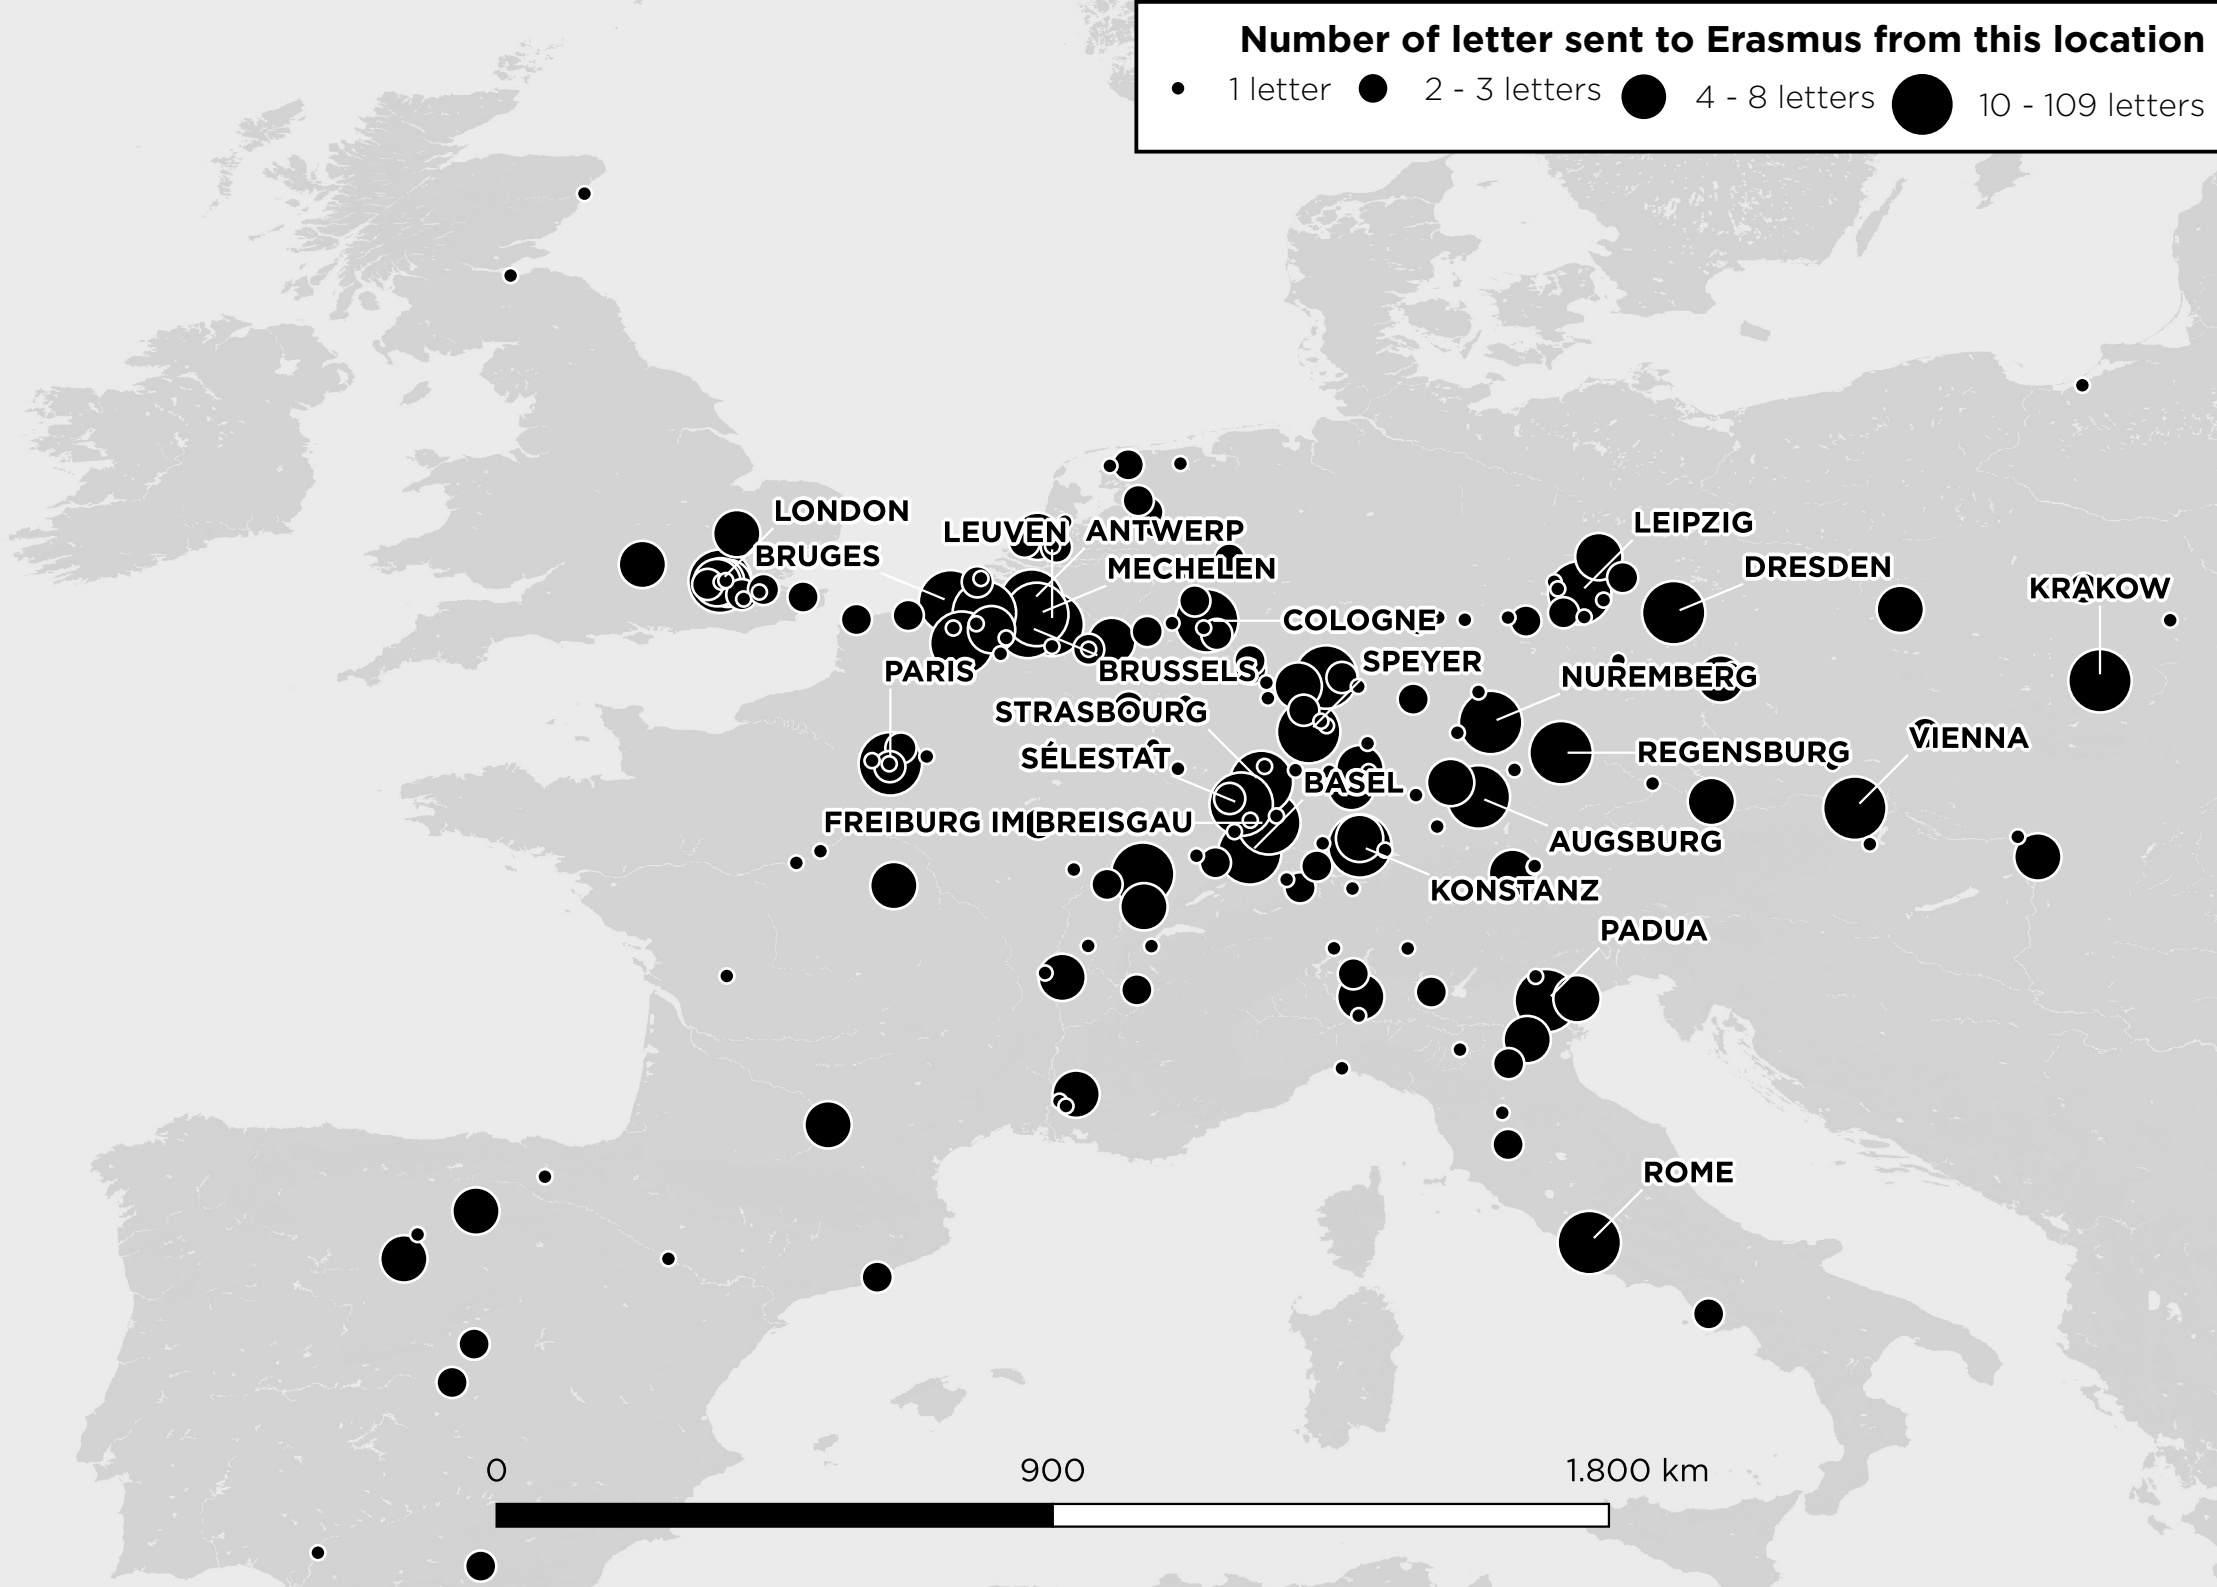 Number of letter sent to Erasmus from this location
1 letter
2 - 3 letters
4 - 8 letters
10 - 109 letters
LONDON
LEUVEN
ANTWERP
LEIPZIG
BRUGES
MECHELEN
DRESDEN
KRAKOW
COLOGNE
PARIS
BRUSSELS
SPEYER
NUREMBERG
STRASBOURG
SÉLESTAT
REGENSBURG
VIENNA
BASEL
FREIBURG IM BREISGAU
AUGSBURG
KONSTANZ
PADUA
ROME
0
900
1.800 km